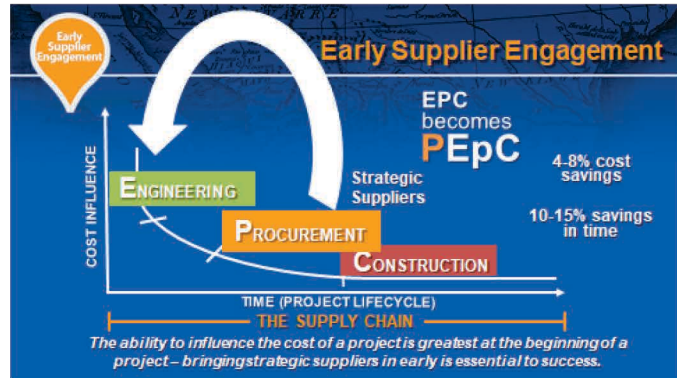 Early
Supplier
Engagement
Early Supplier Engagement
EPC
becomes
PEpC
4-8% cost
savings
10-15% savings
in time
Strategic
Suppliers
ENGINEERING
PROCUREMENT
CONSTRUCTION
COST INFLUENCE
TIME (PROJECT LIFECYCLE)
THE SUPPLY CHAIN
The ability to influence the cost of a project is greatest at the beginning of a
project – bringing strategic suppliers in early is essential to success.